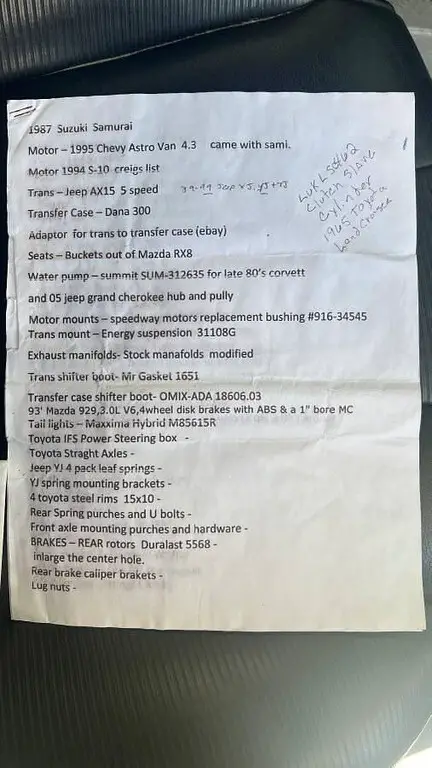 1987 Suzuki Samurai
Motor – 1995 Chevy Astro Van 4.3 came with sami.
Motor 1994 S-10 creigs list
Trans – Jeep AX15 5 speed
Transfer Case – Dana 300
Adaptor for trans to transfer case (ebay)
Seats – Buckets out of Mazda RX8
Water pump – summit SUM-312635 for late 80's corvett
and 05 jeep grand cherokee hub and pully
Motor mounts – speedway motors replacement bushing #916-34545
Trans mount – Energy suspension 31108G
Exhaust manifolds- Stock manafolds modified
Trans shifter boot- Mr Gasket 1651
Transfer case shifter boot- OMIX-ADA 18606.03
93' Mazda 929,3.0L V6,4wheel disk brakes with ABS & a 1" bore MC
Tail lights – Maxxima Hybrid M85615R
Toyota IFS Power Steering box -
Toyota Straght Axles -
Jeep YJ 4 pack leaf springs -
YJ spring mounting brackets -
4 toyota steel rims 15x10 -
Rear Spring purches and U bolts -
Front axle mounting purches and hardware -
BRAKES – REAR rotors Duralast 5568 -
inlarge the center hole.
Rear brake caliper brakets -
Lug nuts -
Clutch Slave
Cylinder
1965 Toyota
Land Cruiser